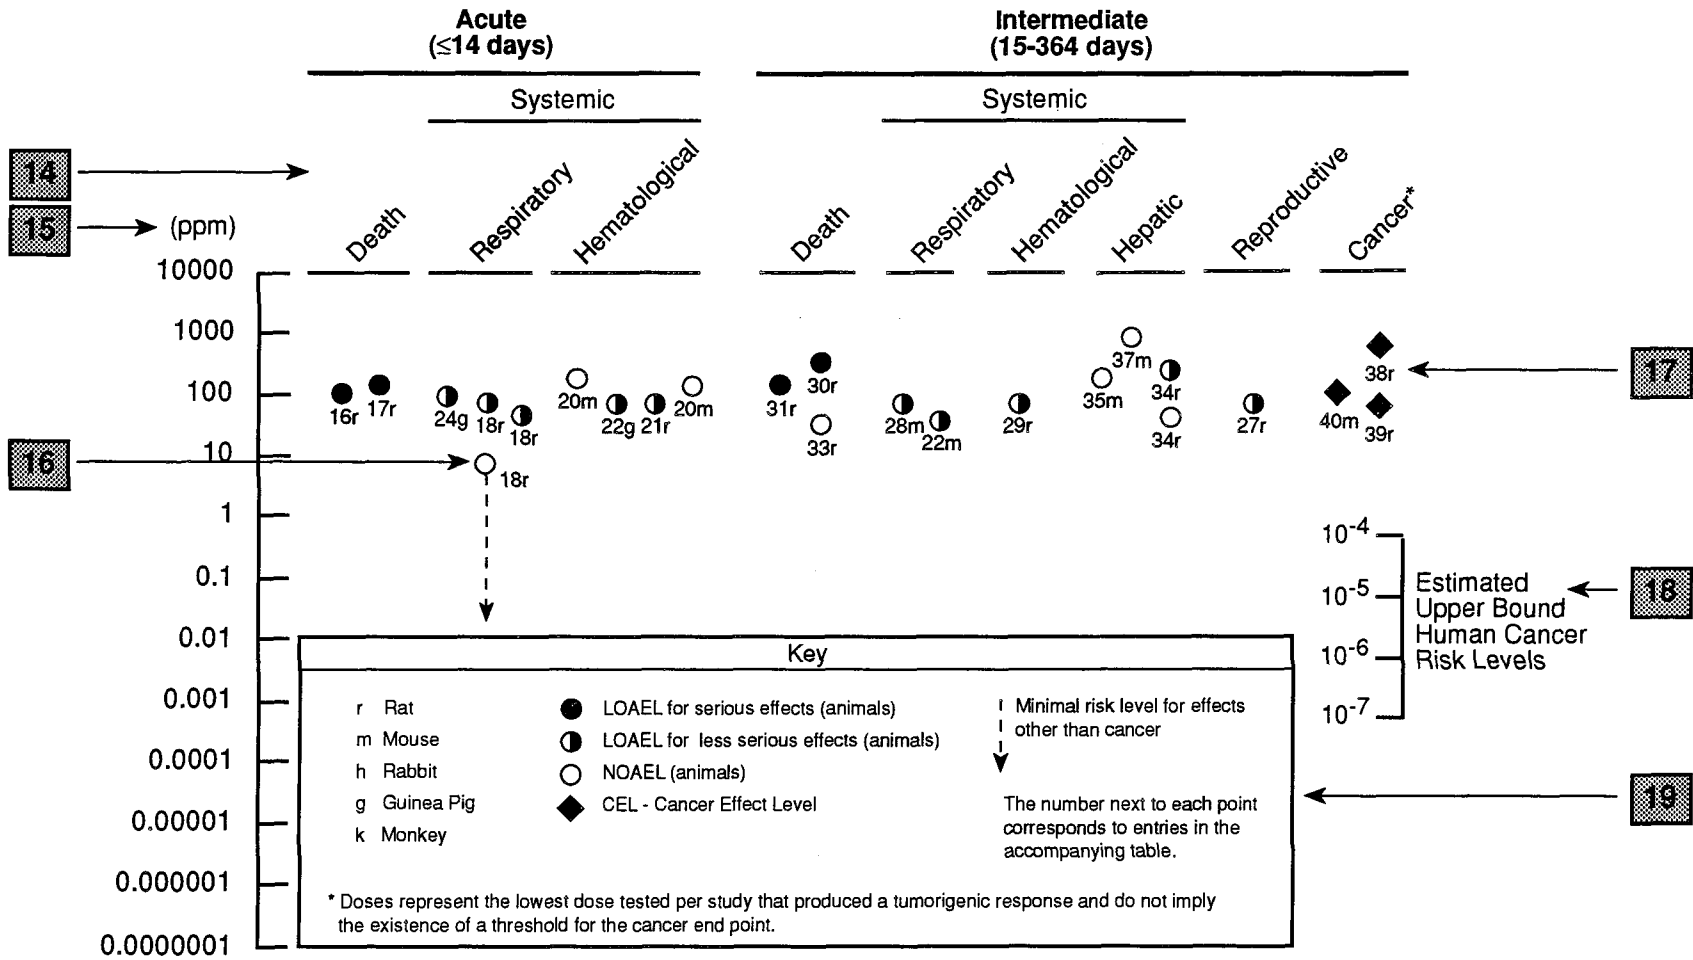 Acute
(≤14 days)
Intermediate
(15-364 days)
Systemic
Systemic
14
15
(ppm)
Death
Respiratory
Hematological
Death
Respiratory
Hematological
Hepatic
Reproductive
Cancer*
10000
1000
100
10
1
0.1
0.01
0.001
0.0001
0.00001
0.000001
0.0000001
16r
17r
24g
18r
18r
18r
20m
22g
21r
20m
31r
30r
33r
28m
22m
29r
35m
37m
34r
34r
27r
40m
38r
39r
16
17
10-4
10-5
10-6
10-7
Estimated
Upper Bound
Human Cancer
Risk Levels
18
19
Key
r Rat
m Mouse
h Rabbit
g Guinea Pig
k Monkey
LOAEL for serious effects (animals)
LOAEL for less serious effects (animals)
NOAEL (animals)
CEL - Cancer Effect Level
Minimal risk level for effects
other than cancer
The number next to each point
corresponds to entries in the
accompanying table.
* Doses represent the lowest dose tested per study that produced a tumorigenic response and do not imply
the existence of a threshold for the cancer end point.